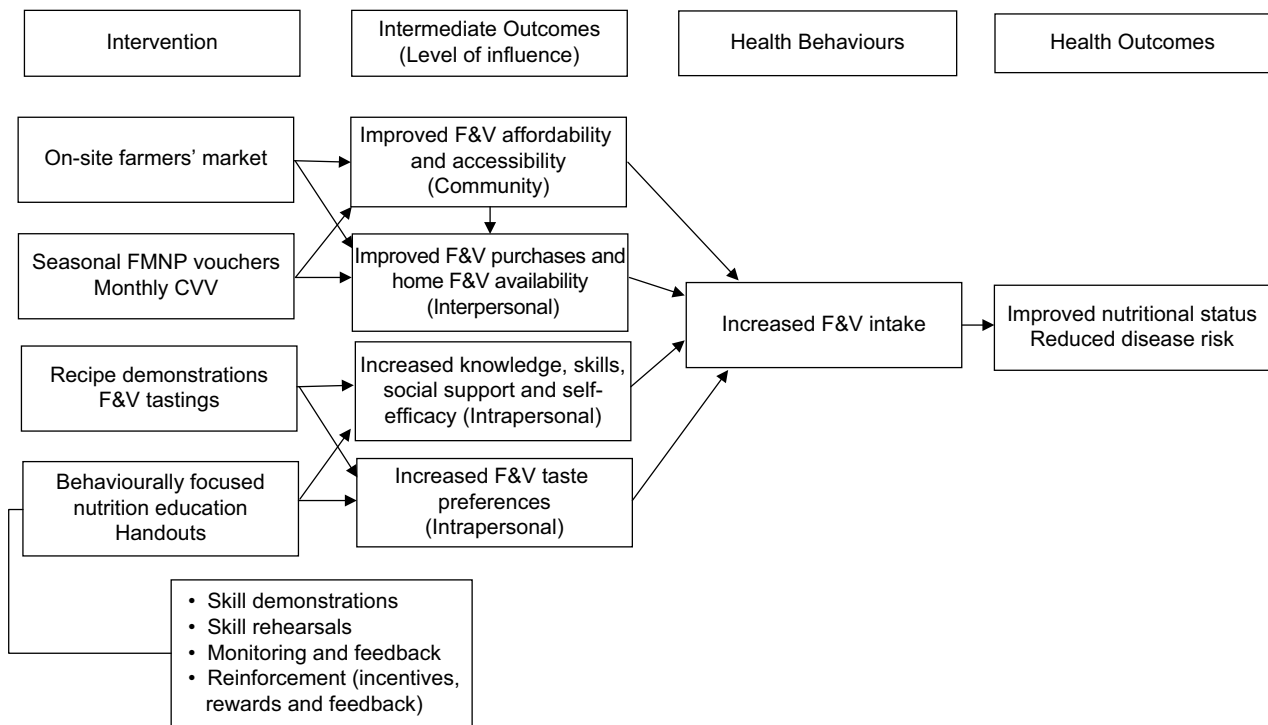 Intervention
Intermediate Outcomes
(Level of influence)
Health Behaviours
Health Outcomes
On-site farmers’ market
Improved F&V affordability
and accessibility
(Community)
Seasonal FMNP vouchers
Monthly CVV
Improved F&V purchases and
home F&V availability
(Interpersonal)
Increased F&V intake
Improved nutritional status
Reduced disease risk
Recipe demonstrations
F&V tastings
Increased knowledge, skills,
social support and self-
efficacy (Intrapersonal)
Behaviourally focused
nutrition education
Handouts
Increased F&V taste
preferences
(Intrapersonal)
• Skill demonstrations
• Skill rehearsals
• Monitoring and feedback
• Reinforcement (incentives,
rewards and feedback)